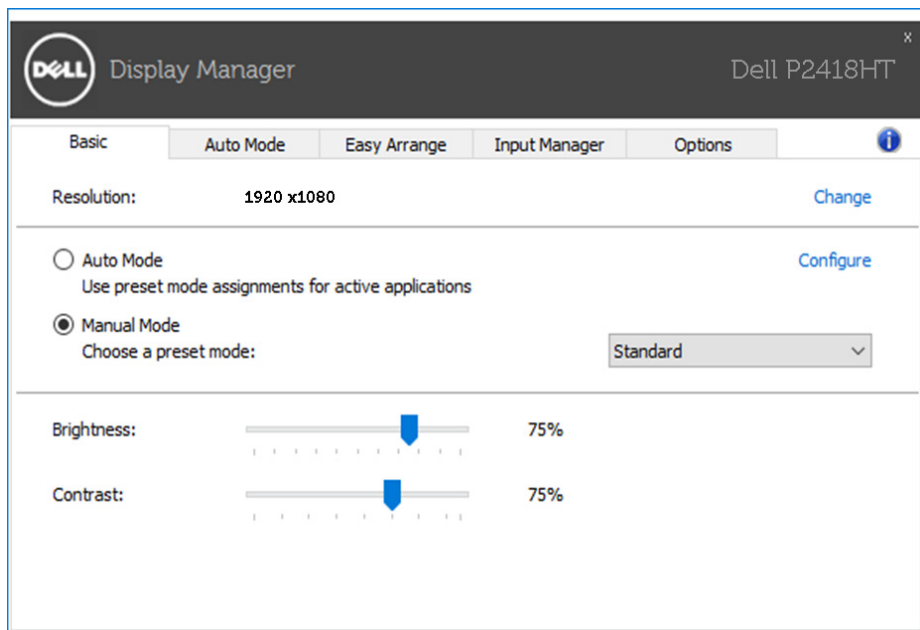 DELL Display Manager Dell P2418HT x
Basic Auto Mode Easy Arrange Input Manager Options i
Resolution: 1920 x1080 Change
Auto Mode Configure
Use preset mode assignments for active applications
Manual Mode
Choose a preset mode: Standard
Brightness: 75%
Contrast: 75%